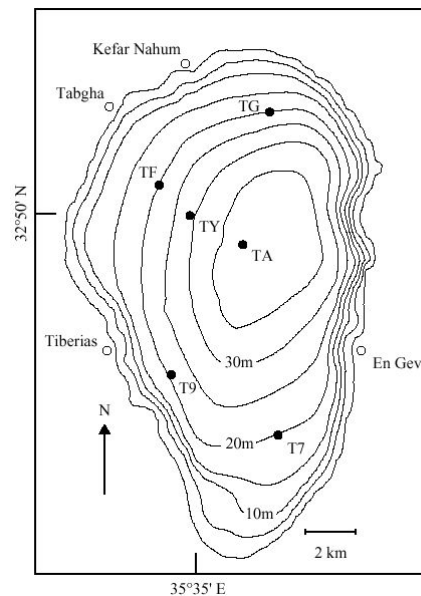 Kefar Nahum
Tabgha
TG
TF
32°50' N
TY
TA
Tiberias
30m
En Gev
T9
N
20m
T7
10m
2 km
35°35' E